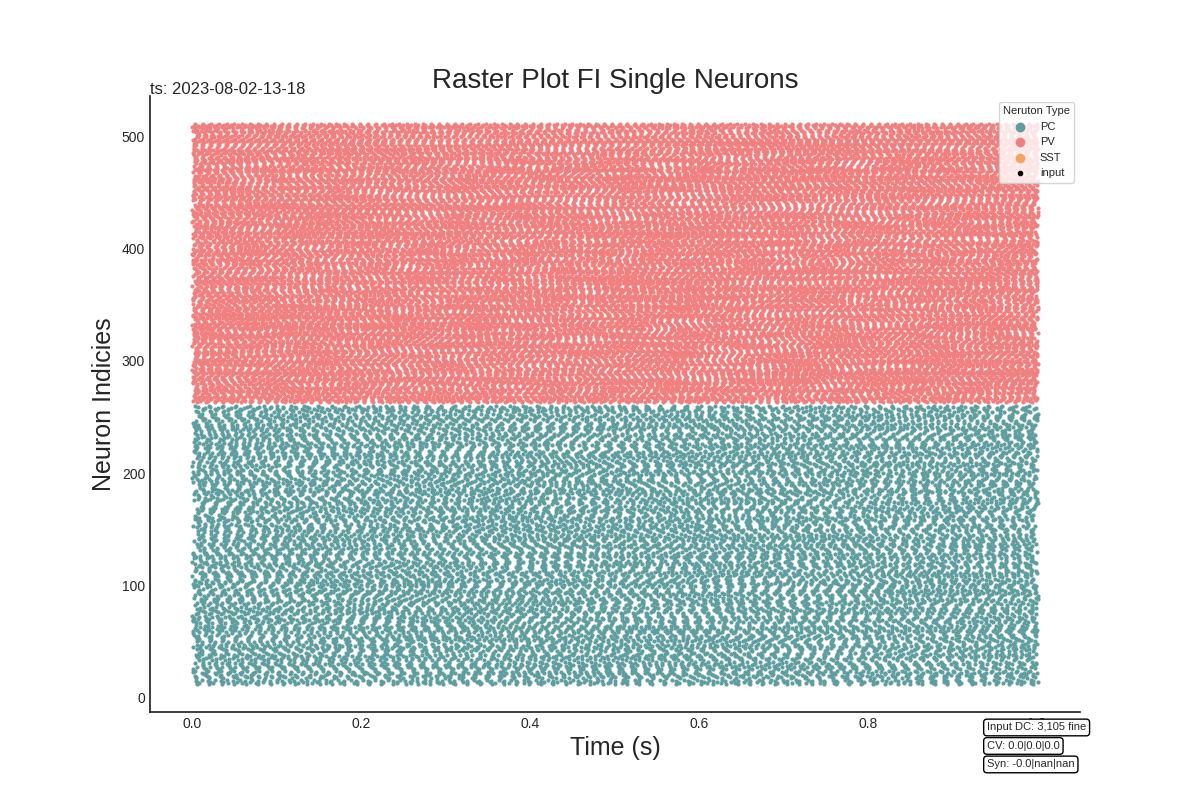 Raster Plot FI Single Neurons
ts: 2023-08-02-13-18
Neruton Type
PC
PV
SST
input
500
400
300
200
100
0
Neuron Indicies
0.0 0.2 0.4 0.6 0.8
Time (s)
Input DC: 3,105 fine
CV: 0.0|0.0|0.0
Syn: -0.0|nan|nan